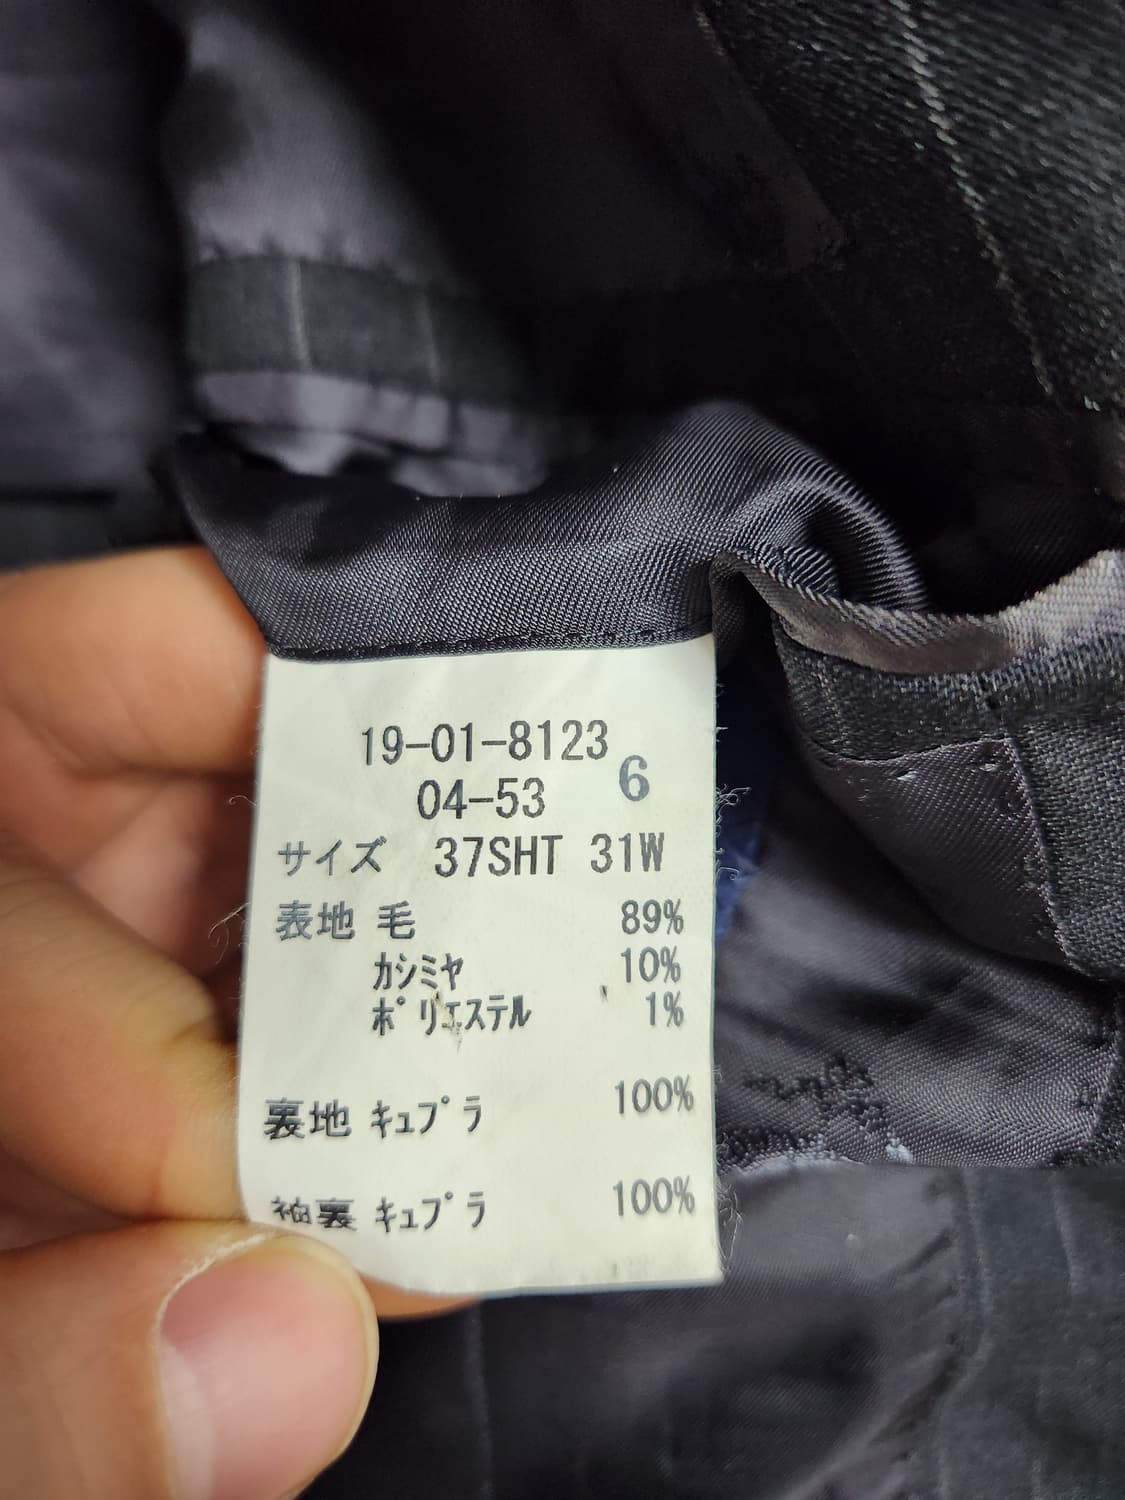 19-01-8123
04-53 6
サイズ 37SHT 31W
表地 毛 89%
カシミヤ 10%
ポリエステル 1%
裏地 キュプラ 100%
袖裏 キュプラ 100%